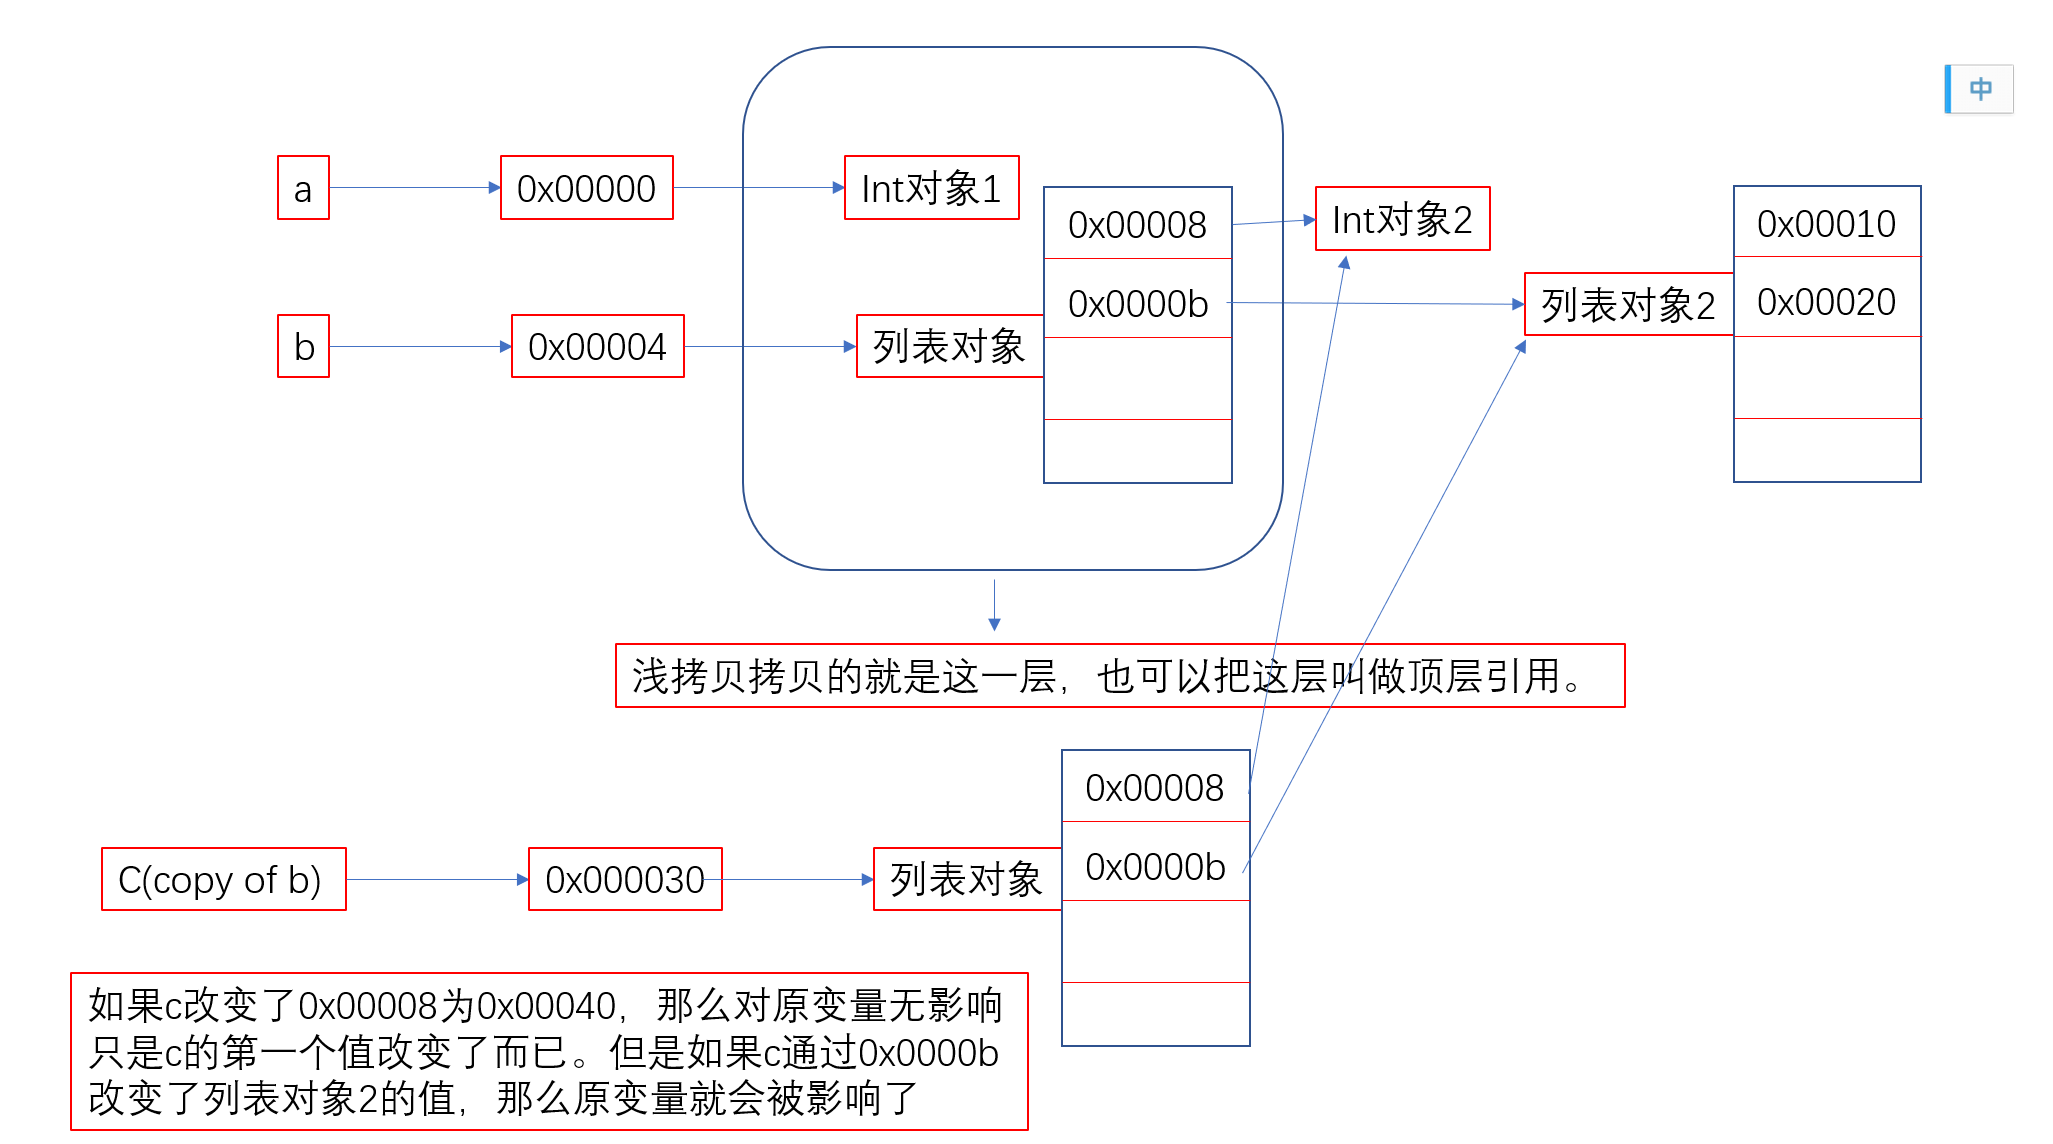 中
a
0x00000
Int对象1
0x00008
Int对象2
0x00010
0x0000b
列表对象2
0x00020
b
0x00004
列表对象
浅拷贝拷贝的就是这一层，也可以把这层叫做顶层引用。
0x00008
0x0000b
C(copy of b)
0x000030
列表对象
如果c改变了0x00008为0x00040，那么对原变量无影响
只是c的第一个值改变了而已。但是如果c通过0x0000b
改变了列表对象2的值，那么原变量就会被影响了